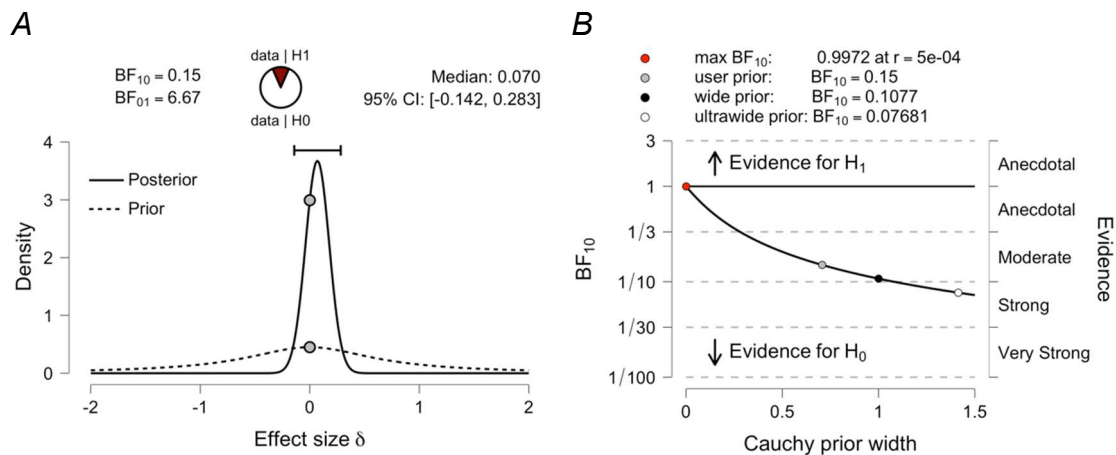 A
data | H1
BF10 = 0.15
BF01 = 6.67
Median: 0.070
95% CI: [-0.142, 0.283]
data | H0
4
3
2
1
0
Density
Posterior
Prior
-2
-1
0
1
2
Effect size δ
B
max BF10: 0.9972 at r = 5e-04
user prior: BF10 = 0.15
wide prior: BF10 = 0.1077
ultrawide prior: BF10 = 0.07681
3
1
1/3
1/10
1/30
1/100
BF10
Evidence for H1
Evidence for H0
Anecdotal
Anecdotal
Moderate
Strong
Very Strong
Evidence
0
0.5
1
1.5
Cauchy prior width